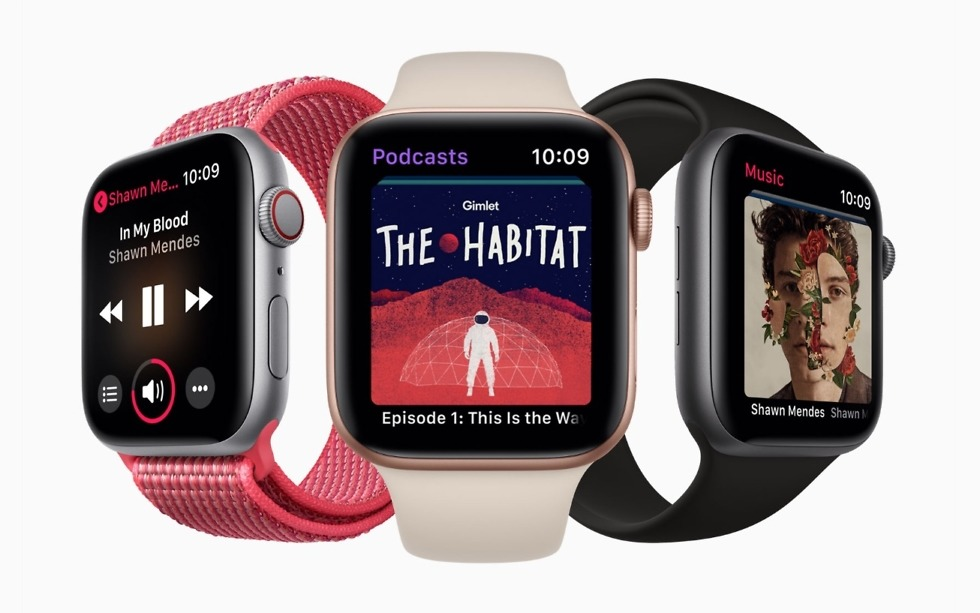 Shawn Me... 10:09
In My Blood
Shawn Mendes
Podcasts 10:09
Gimlet
THE HABITAT
Episode 1: This Is the
Music 10:09
Shawn Mendes Shawn